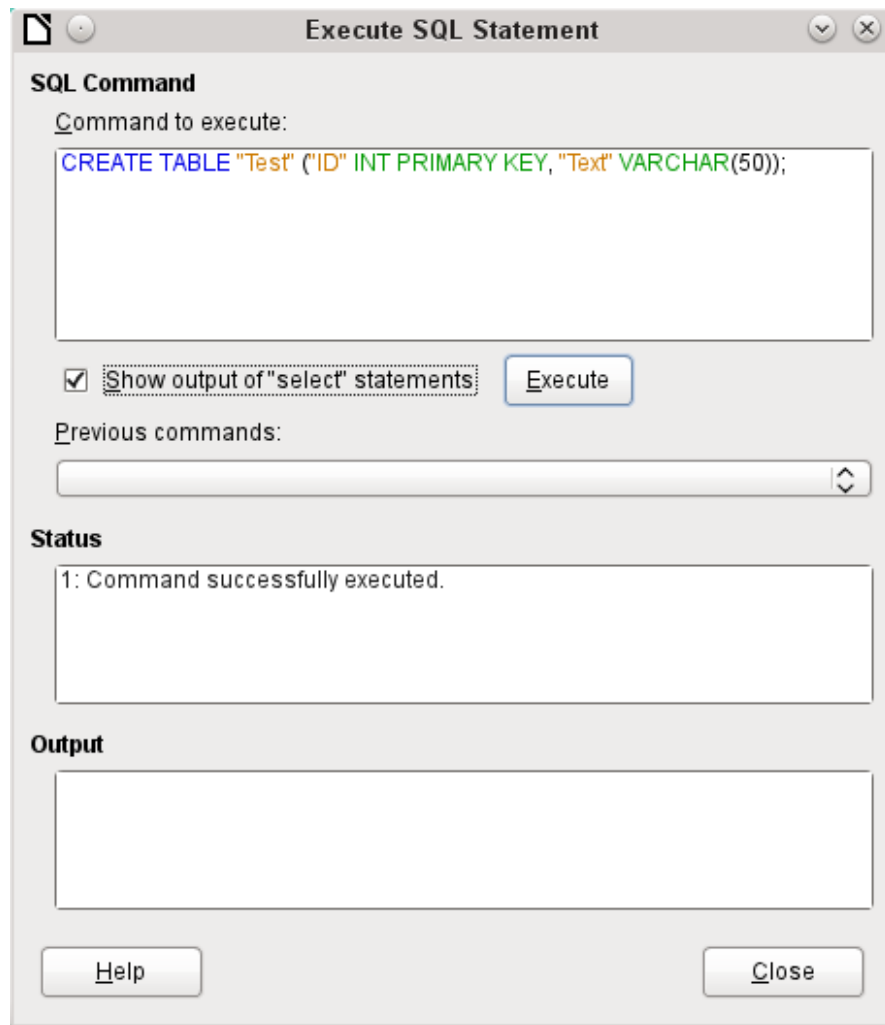 Execute SQL Statement
SQL Command
Command to execute:
CREATE TABLE "Test" ("ID" INT PRIMARY KEY, "Text" VARCHAR(50));
Show output of "select" statements Execute
Previous commands:
Status
1: Command successfully executed.
Output
Help Close